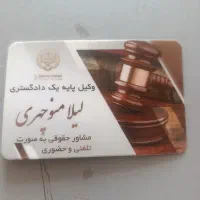 وکیل پایه یک دادگستری
لیلا منوچهری
مشاور حقوقی به صورت
تلفنی و حضوری